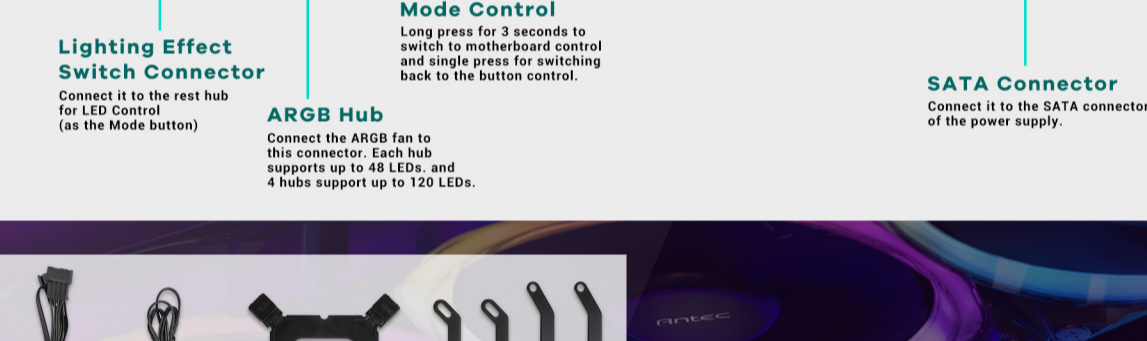 Mode Control
Long press for 3 seconds to
switch to motherboard control
and single press for switching
back to the button control.
Lighting Effect
Switch Connector
Connect it to the rest hub
for LED Control
(as the Mode button)
ARGB Hub
Connect the ARGB fan to
this connector. Each hub
supports up to 48 LEDs. and
4 hubs support up to 120 LEDs.
SATA Connector
Connect it to the SATA connector
of the power supply.
Antec